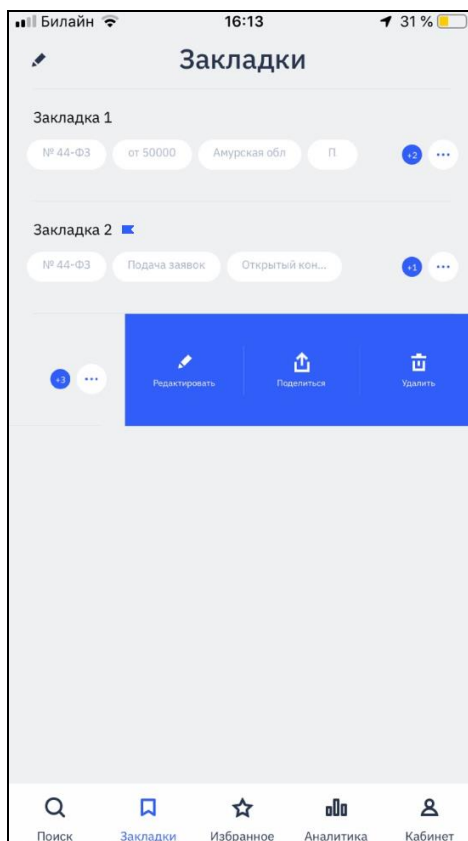 Билайн 16:13 31 %
Закладки
Закладка 1
№ 44-ФЗ от 50000 Амурская обл П +2 ...
Закладка 2
№ 44-ФЗ Подача заявок Открытый кон... +1 ...
+3 ... Редактировать Поделиться Удалить
Поиск Закладки Избранное Аналитика Кабинет